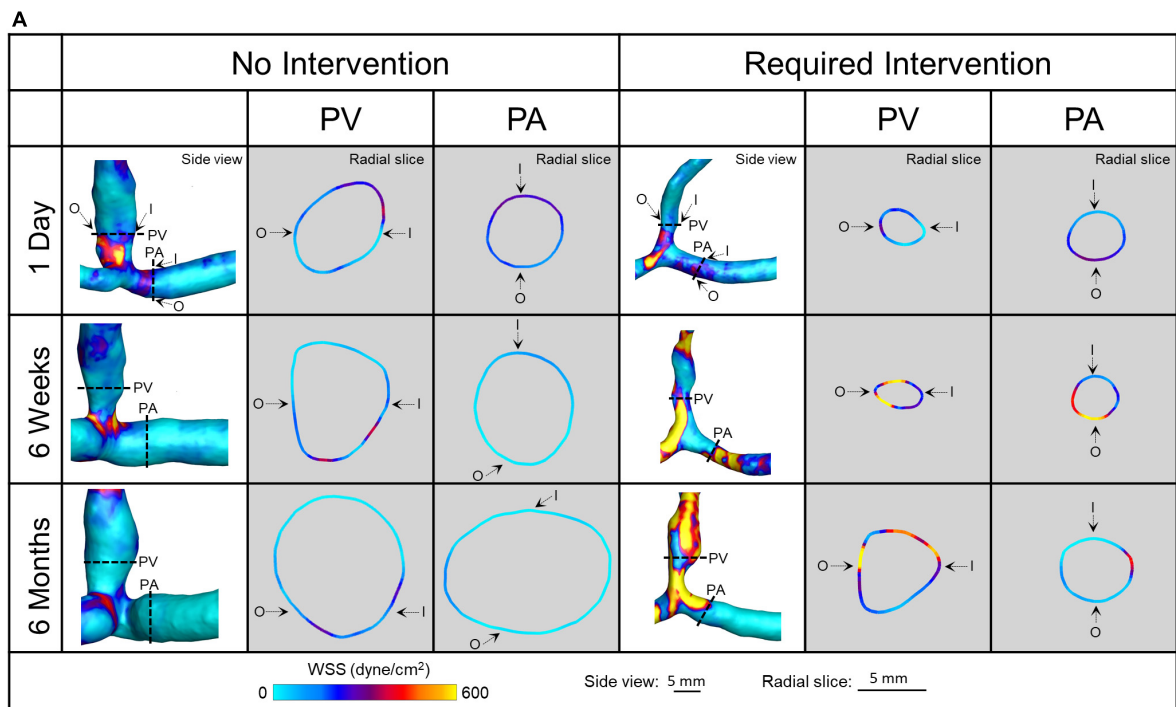 A
No Intervention
Required Intervention
PV
PA
PV
PA
1 Day
Side view
O
I
PV
PA
I
O
Radial slice
O
I
Radial slice
I
O
Side view
O
I
PV
PA
I
O
Radial slice
O
I
Radial slice
I
O
6 Weeks
PV
PA
O
I
I
O
PV
PA
O
I
I
O
6 Months
PV
PA
O
I
I
O
PV
PA
O
I
I
O
WSS (dyne/cm²)
0
600
Side view: 5 mm
Radial slice: 5 mm